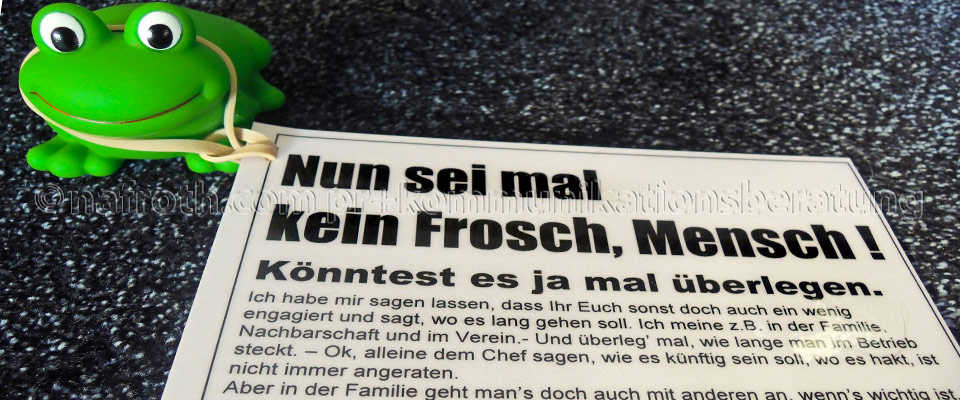 Nun sei mal
©nafroth.com pr+kommunikationsberatung
kein Frosch, Mensch !
Könntest es ja mal überlegen.
Ich habe mir sagen lassen, dass Ihr Euch sonst doch auch ein wenig
engagiert und sagt, wo es lang gehen soll. Ich meine z.B. in der Familie,
Nachbarschaft und im Verein.- Und überleg' mal, wie lange man im Betrieb
steckt. – Ok, alleine dem Chef sagen, wie es künftig sein soll, wo es hakt, ist
nicht immer angeraten.
Aber in der Familie geht man's doch auch mit anderen an, wenn's wichtig ist.